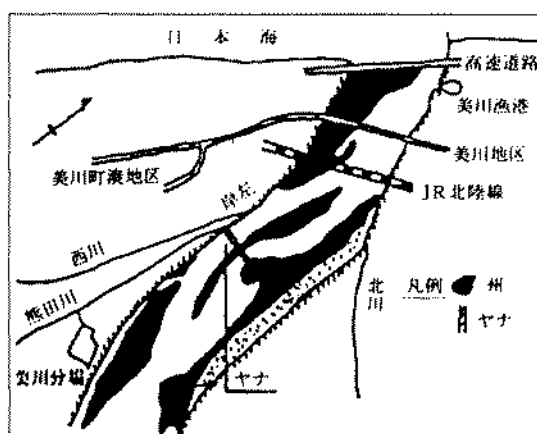 日本海
高速道路
美川漁港
美川地区
美川町湊地区
JR北陸線
西川
熊田川
北川
凡例
州
ヤナ
美川分場
ヤナ